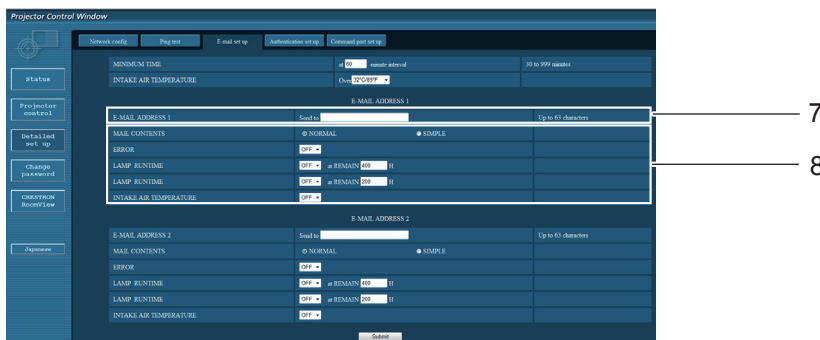 Projector Control Window
Network config Ping test E-mail set up Authentication set up Command port set up
MINIMUM TIME at 60 minute interval 30 to 999 minutes
INTAKE AIR TEMPERATURE Over 32°C/89°F
E-MAIL ADDRESS 1
E-MAIL ADDRESS 1 Send to Up to 63 characters
MAIL CONTENTS NORMAL SIMPLE
ERROR OFF
LAMP RUNTIME OFF at REMAIN 400 H
LAMP RUNTIME OFF at REMAIN 200 H
INTAKE AIR TEMPERATURE OFF
E-MAIL ADDRESS 2
E-MAIL ADDRESS 2 Send to Up to 63 characters
MAIL CONTENTS NORMAL SIMPLE
ERROR OFF
LAMP RUNTIME OFF at REMAIN 400 H
LAMP RUNTIME OFF at REMAIN 200 H
INTAKE AIR TEMPERATURE OFF
Submit
Status
Projector
control
Detailed
set up
Change
password
CRESTRON
RoomView
Japanese
7
8